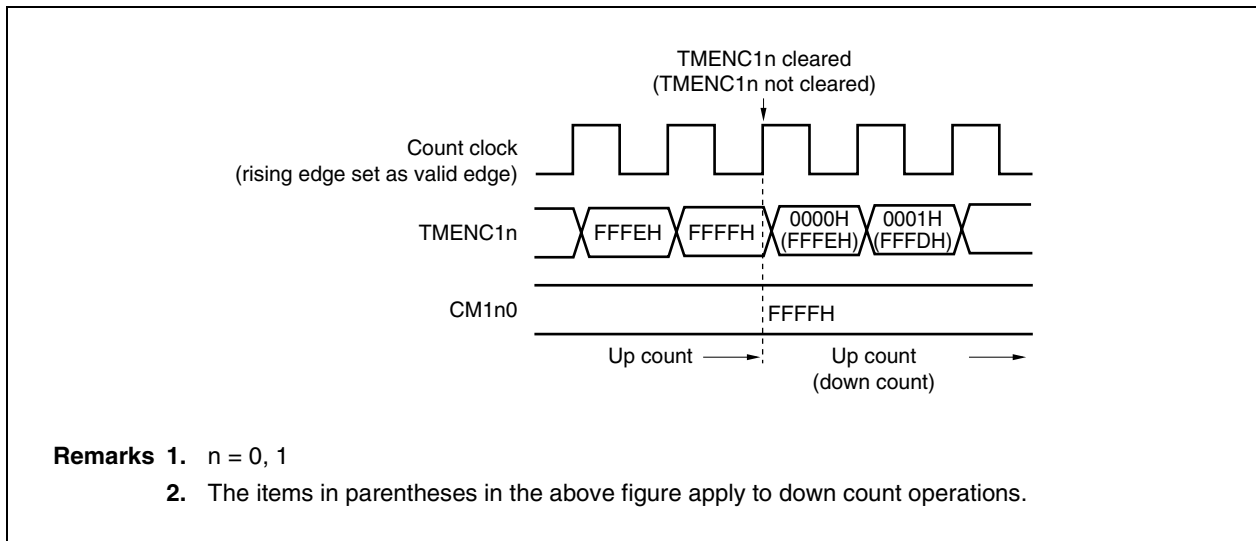 TMENC1n cleared
(TMENC1n not cleared)
Count clock
(rising edge set as valid edge)
TMENC1n
FFFEH
FFFFH
0000H
(FFFEH)
0001H
(FFFDH)
CM1n0
FFFFH
Up count
Up count
(down count)
Remarks 1. n = 0, 1
2. The items in parentheses in the above figure apply to down count operations.